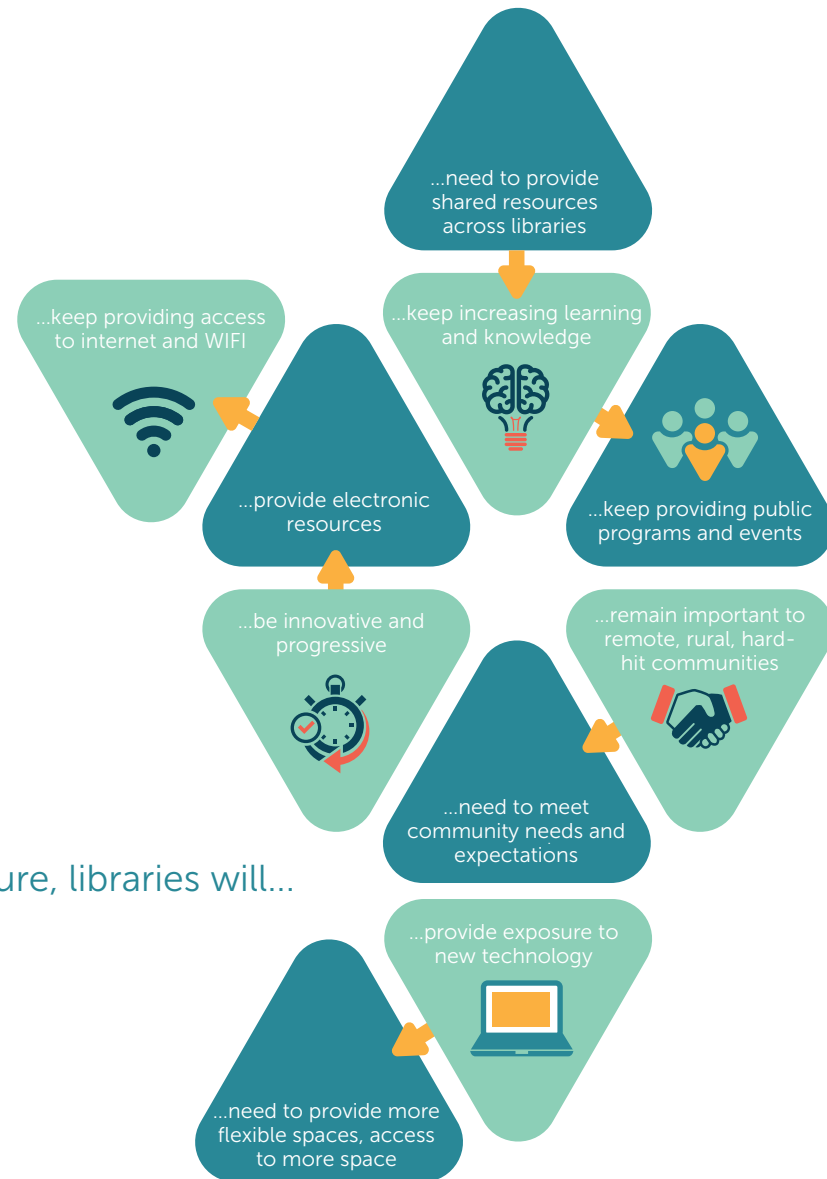 ...need to provide
shared resources
across libraries
...keep providing access
to internet and WIFI
...keep increasing learning
and knowledge
...provide electronic
resources
...keep providing public
programs and events
...be innovative and
progressive
...remain important to
remote, rural, hard-
hit communities
...need to meet
community needs and
expectations
ure, libraries will...
...provide exposure to
new technology
...need to provide more
flexible spaces, access
to more space